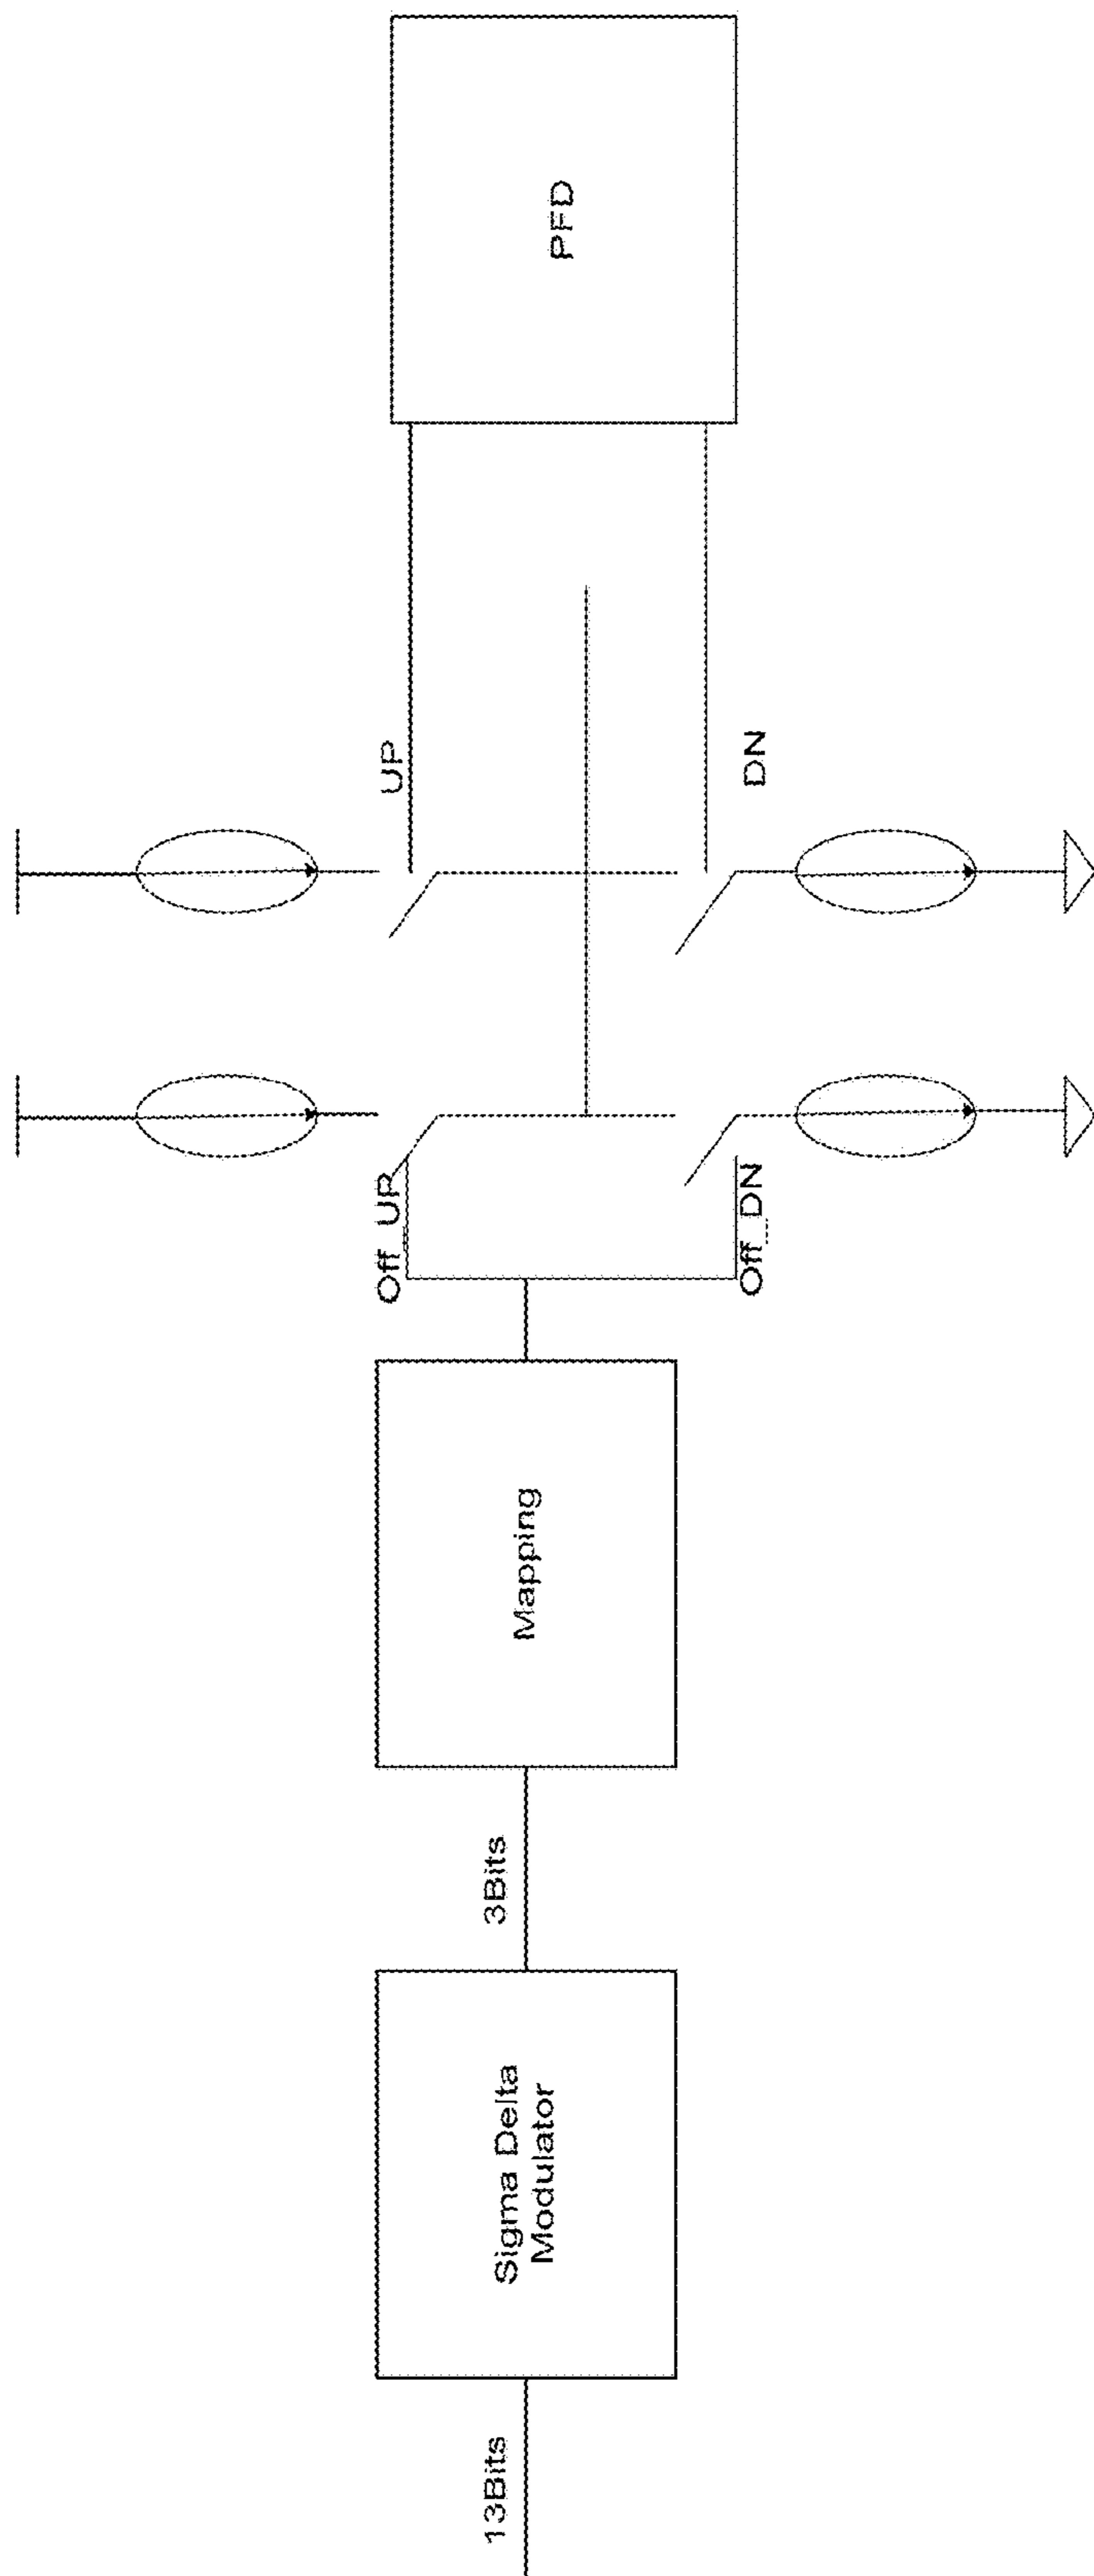 13Bits
Sigma Delta
Modulator
3Bits
Mapping
Off_UP
Off_DN
UP
DN
PFD